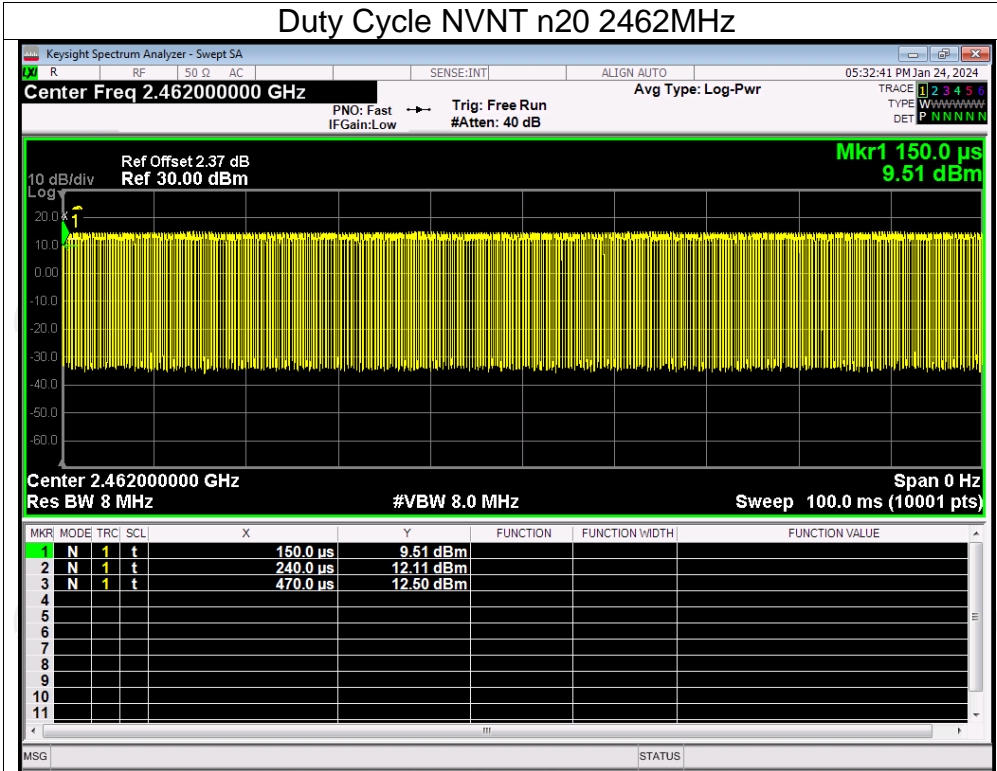 Duty Cycle NVNT n20 2462MHz
Keysight Spectrum Analyzer - Swept SA
LXI R RF 50 Ω AC SENSE:INT ALIGN AUTO 05:32:41 PM Jan 24, 2024
Center Freq 2.462000000 GHz Avg Type: Log-Pwr TRACE 1 2 3 4 5 6
PNO: Fast Trig: Free Run TYPE WWWWWW
IFGain:Low #Atten: 40 dB DET P N N N N N
Mkr1 150.0 µs
Ref Offset 2.37 dB
10 dB/div Ref 30.00 dBm 9.51 dBm
Log
20.0
1
10.0
0.00
-10.0
-20.0
-30.0
-40.0
-50.0
-60.0
Center 2.462000000 GHz Span 0 Hz
Res BW 8 MHz #VBW 8.0 MHz Sweep 100.0 ms (10001 pts)
MKR MODE TRC SCL X Y FUNCTION FUNCTION WIDTH FUNCTION VALUE
1 N 1 t 150.0 µs 9.51 dBm
2 N 1 t 240.0 µs 12.11 dBm
3 N 1 t 470.0 µs 12.50 dBm
4
5
6
7
8
9
10
11
MSG STATUS